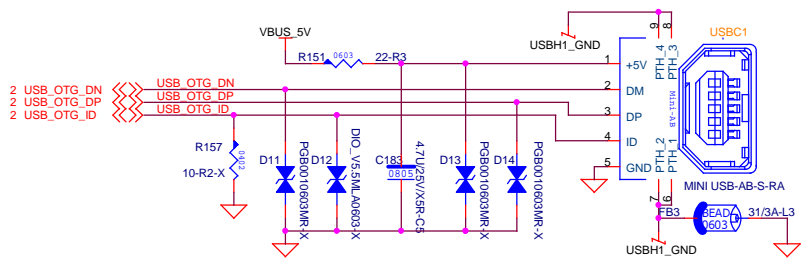 VBUS_5V
USBH1_GND
9
8
USBC1
R151
0603
22-R3
1
+5V
PTH_4
PTH_3
2 USB_OTG_DN
USB_OTG_DN
2
DM
2 USB_OTG_DP
USB_OTG_DP
3
DP
Mini-AB
2 USB_OTG_ID
USB_OTG_ID
4
ID
R157
0402
10-R2-X
D11
PGB0010603MR-X
D12
DIO_V5.5MLA0603-X
C183
0805
4.7U/25V/X5R-C5
D13
PGB0010603MR-X
D14
PGB0010603MR-X
5
GND
PTH_2
PTH_1
MINI USB-AB-S-RA
7
6
FB3
BEAD
0603
31/3A-L3
USBH1_GND